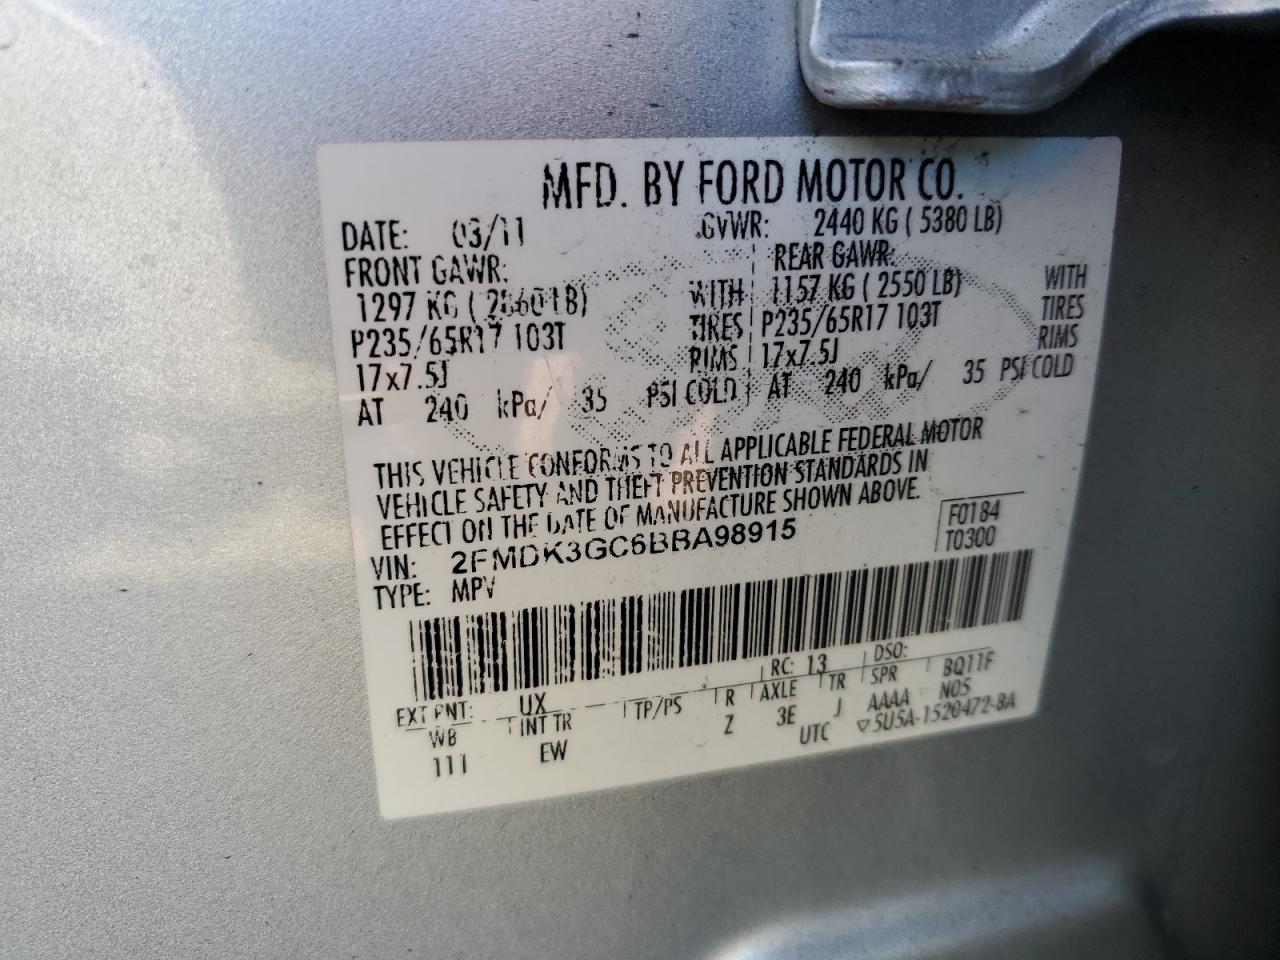 MFD. BY FORD MOTOR CO.
DATE: 03/11 GVWR: 2440 KG ( 5380 LB)
FRONT GAWR: REAR GAWR:
1297 KG ( 2860 LB) WITH 1157 KG ( 2550 LB) WITH
P235/65R17 103T TIRES P235/65R17 103T TIRES
17x7.5J RIMS 17x7.5J RIMS
AT 240 kPa/ 35 PSI COLD AT 240 kPa/ 35 PSI COLD
THIS VEHICLE CONFORMS TO ALL APPLICABLE FEDERAL MOTOR
VEHICLE SAFETY AND THEFT PREVENTION STANDARDS IN
EFFECT ON THE DATE OF MANUFACTURE SHOWN ABOVE.
VIN: 2FMDK3GC6BBA98915 F0184
TYPE: MPV T0300
EXT PNT: UX RC: 13 DSO:
WB INT TR TP/PS R AXLE TR SPR BQ11F
111 EW Z 3E J AAAA N05
UTC ▽5U5A-1520472-BA